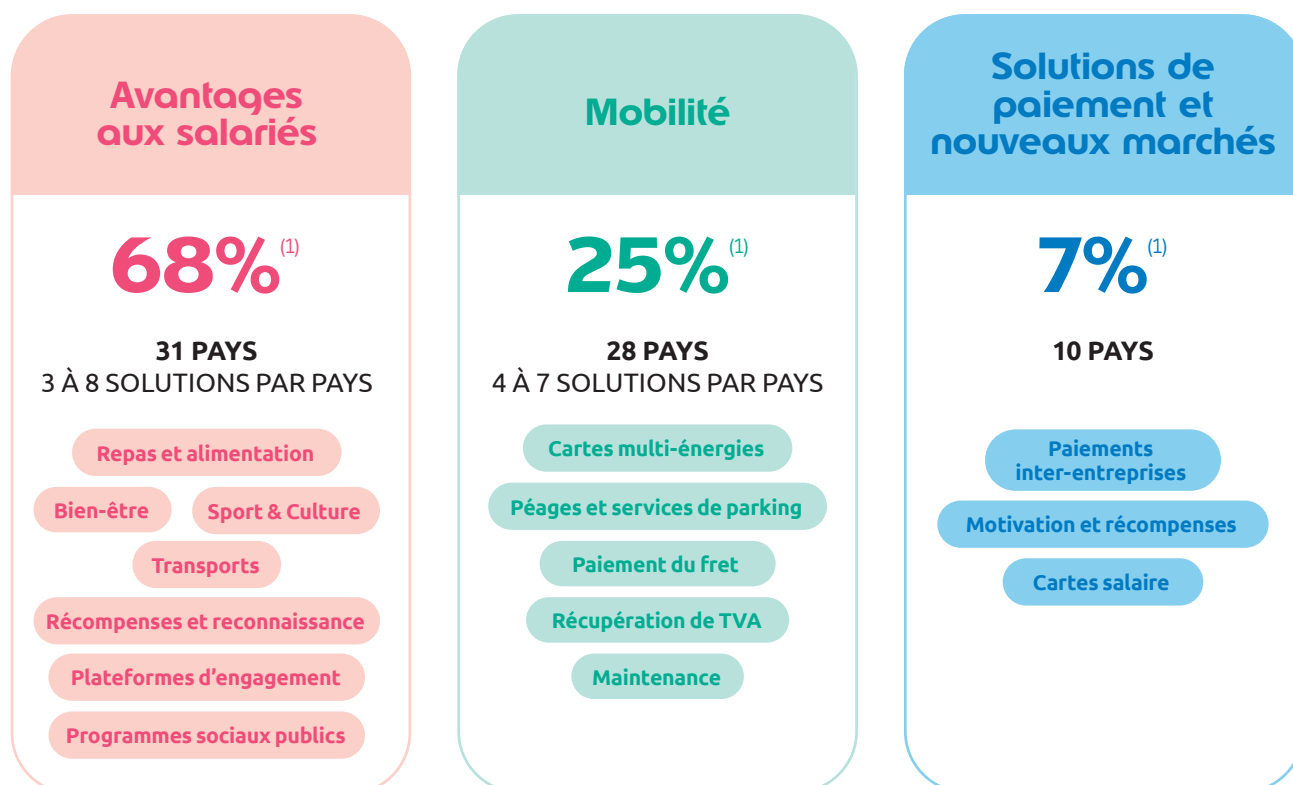 Avantages
aux salariés
68% (1)
31 PAYS
3 À 8 SOLUTIONS PAR PAYS
Repas et alimentation
Bien-être
Sport & Culture
Transports
Récompenses et reconnaissance
Plateformes d'engagement
Programmes sociaux publics
Mobilité
25% (1)
28 PAYS
4 À 7 SOLUTIONS PAR PAYS
Cartes multi-énergies
Péages et services de parking
Paiement du fret
Récupération de TVA
Maintenance
Solutions de
paiement et
nouveaux marchés
7% (1)
10 PAYS
Paiements
inter-entreprises
Motivation et récompenses
Cartes salaire